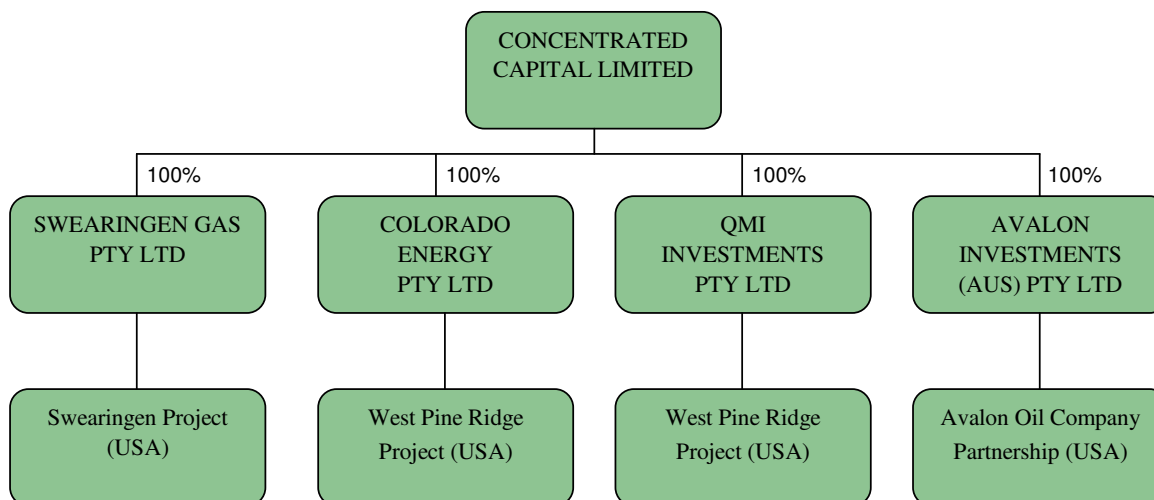 CONCENTRATED
CAPITAL LIMITED
100%
100%
100%
100%
SWEARINGEN GAS
PTY LTD
COLORADO
ENERGY
PTY LTD
QMI
INVESTMENTS
PTY LTD
AVALON
INVESTMENTS
(AUS) PTY LTD
Swearingen Project
(USA)
West Pine Ridge
Project (USA)
West Pine Ridge
Project (USA)
Avalon Oil Company
Partnership (USA)